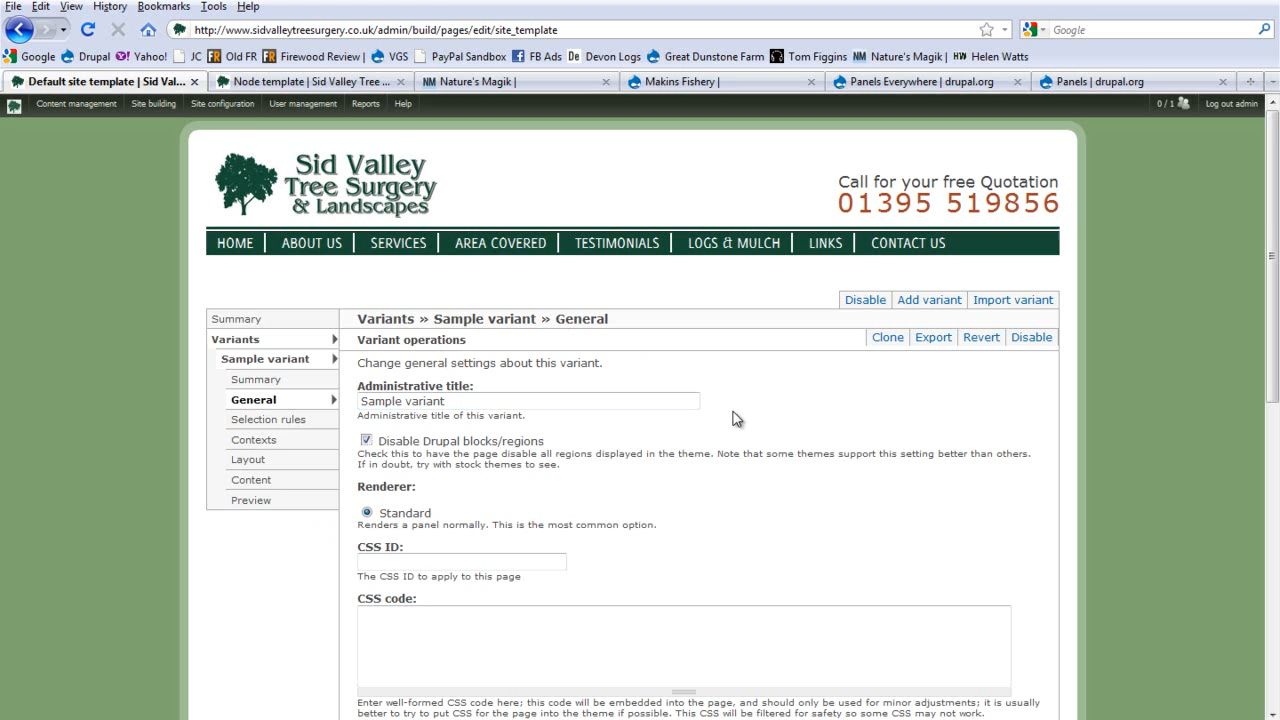 File Edit View History Bookmarks Tools Help
http://www.sidvalleytreesurgery.co.uk/admin/build/pages/edit/site_template
Google
Google Drupal Yahoo! JC Old FR Firewood Review VGS PayPal Sandbox FB Ads De Devon Logs Great Dunstone Farm Tom Figgins NM Nature's Magik | HW Helen Watts
Default site template | Sid Val... Node template | Sid Valley Tree ... NM Nature's Magik | Makins Fishery | Panels Everywhere | drupal.org Panels | drupal.org
Content management Site building Site configuration User management Reports Help 0 / 1 Log out admin
Sid Valley
Tree Surgery
& Landscapes
Call for your free Quotation
01395 519856
HOME ABOUT US SERVICES AREA COVERED TESTIMONIALS LOGS & MULCH LINKS CONTACT US
Disable Add variant Import variant
Summary
Variants
Sample variant
Summary
General
Selection rules
Contexts
Layout
Content
Preview
Variants » Sample variant » General
Variant operations
Clone Export Revert Disable
Change general settings about this variant.
Administrative title:
Sample variant
Administrative title of this variant.
Disable Drupal blocks/regions
Check this to have the page disable all regions displayed in the theme. Note that some themes support this setting better than others.
If in doubt, try with stock themes to see.
Renderer:
Standard
Renders a panel normally. This is the most common option.
CSS ID:
The CSS ID to apply to this page
CSS code:
Enter well-formed CSS code here; this code will be embedded into the page, and should only be used for minor adjustments; it is usually
better to try to put CSS for the page into the theme if possible. This CSS will be filtered for safety so some CSS may not work.